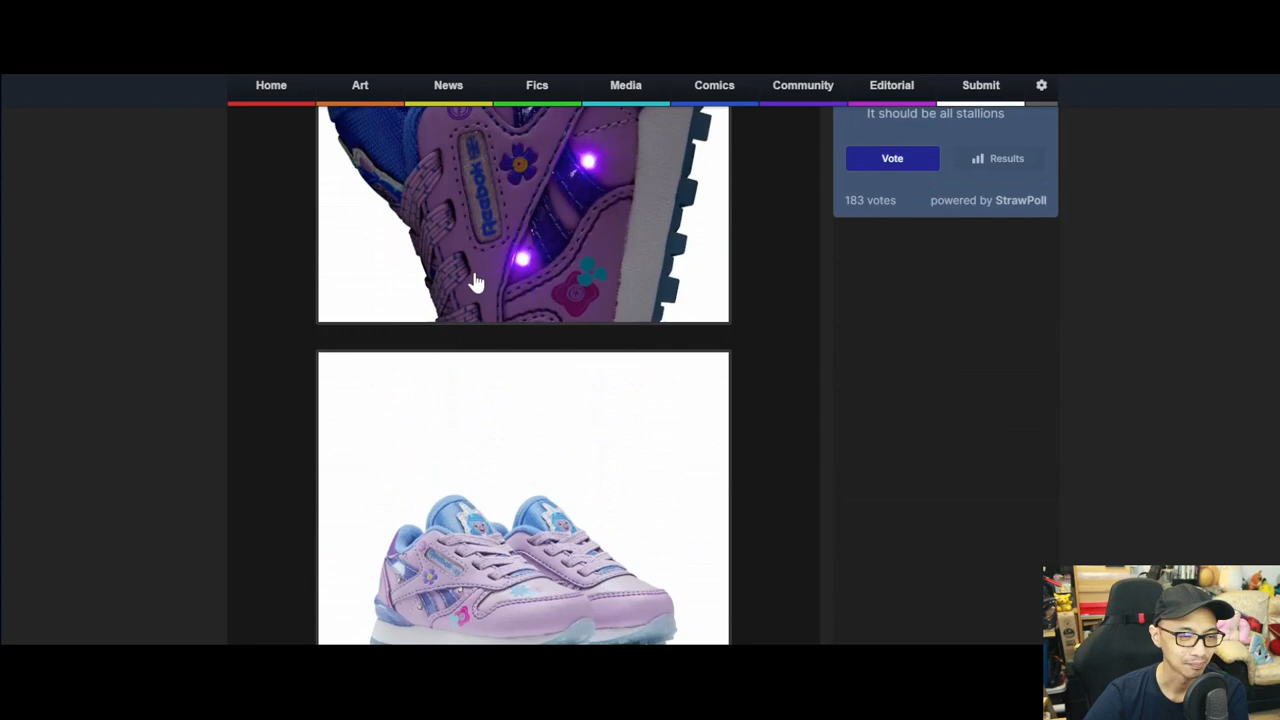 Home Art News Fics Media Comics Community Editorial Submit
It should be all stallions
Vote Results
183 votes powered by StrawPoll
Reebok
Reebok